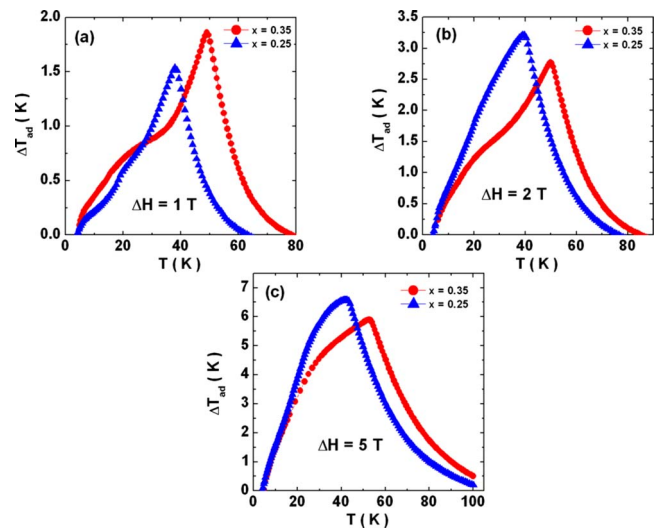 (a)
x = 0.35
x = 0.25
2.0
1.5
1.0
0.5
0.0
ΔT_ad (K)
ΔH = 1 T
0 20 40 60 80
T ( K )
(b)
x = 0.35
x = 0.25
3.5
3.0
2.5
2.0
1.5
1.0
0.5
0.0
ΔT_ad (K)
ΔH = 2 T
0 20 40 60 80
T ( K )
(c)
x = 0.35
x = 0.25
7
6
5
4
3
2
1
0
ΔT_ad (K)
ΔH = 5 T
0 20 40 60 80 100
T ( K )